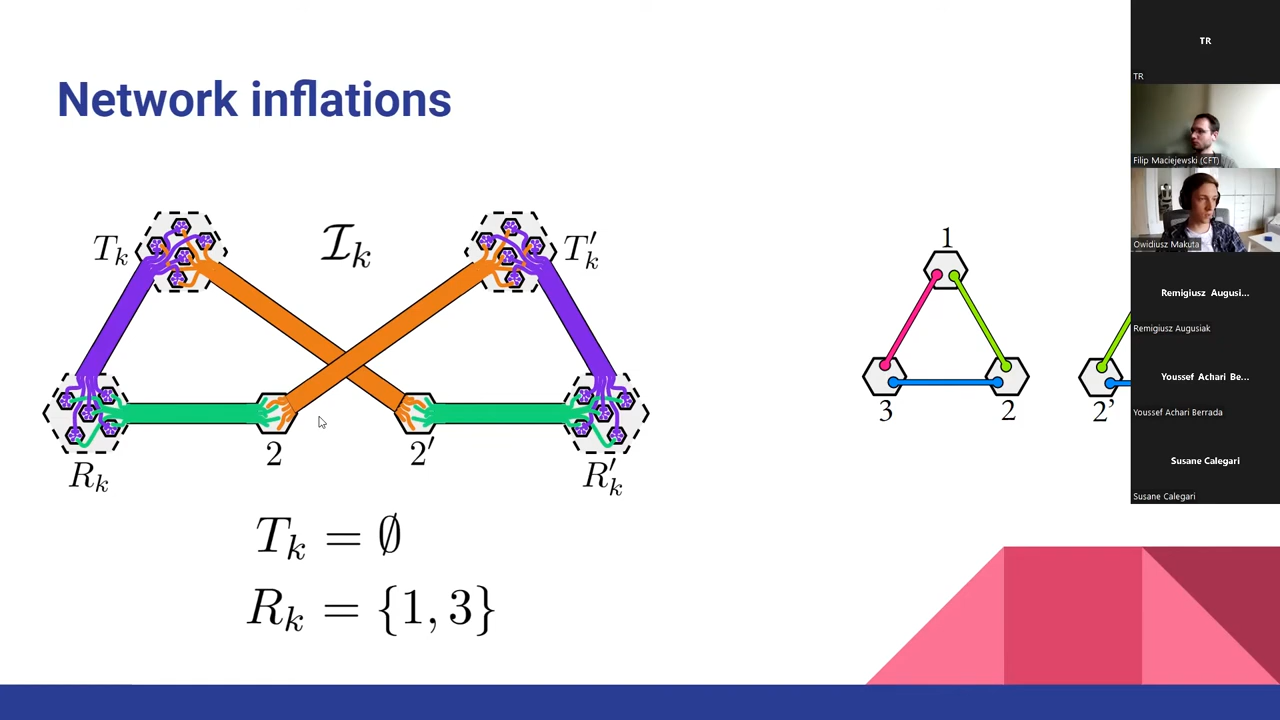 Network inflations
T_k
I_k
T'_k
R_k
2
2'
R'_k
T_k = ∅
R_k = {1, 3}
1
3
2
2'
TR
TR
Filip Maciejewski (CFT)
Owidiusz Makuta
Remigiusz Augusi...
Remigiusz Augusiak
Youssef Achari Be...
Youssef Achari Berrada
Susane Calegari
Susane Calegari